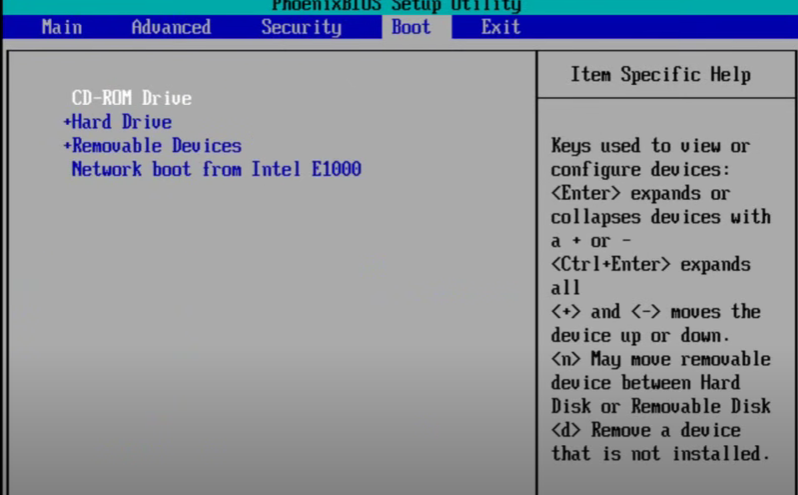 PhoenixBIOS Setup Utility
Main Advanced Security Boot Exit
CD-ROM Drive
+Hard Drive
+Removable Devices
Network boot from Intel E1000
Item Specific Help
Keys used to view or
configure devices:
<Enter> expands or
collapses devices with
a + or -
<Ctrl+Enter> expands
all
<+> and <-> moves the
device up or down.
<n> May move removable
device between Hard
Disk or Removable Disk
<d> Remove a device
that is not installed.